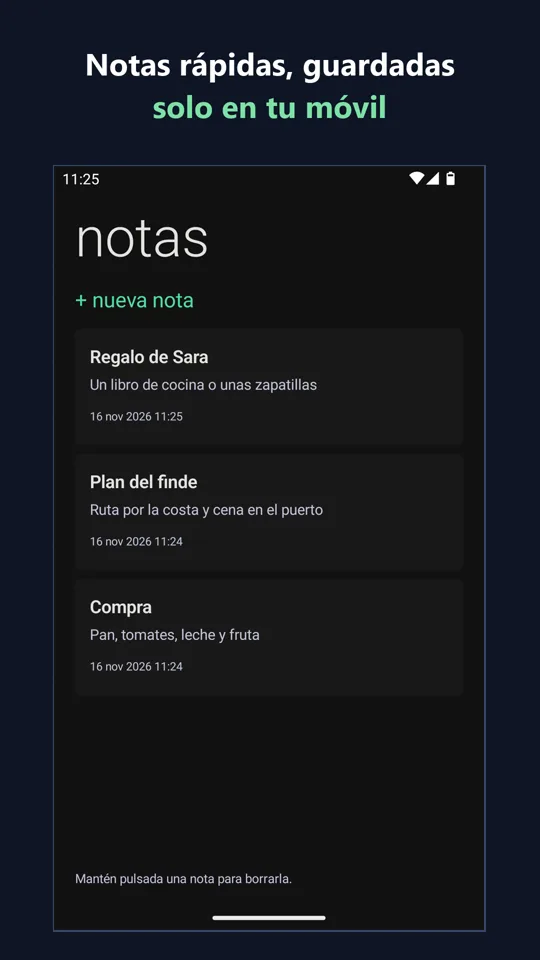 Notas rápidas, guardadas
solo en tu móvil
11:25
notas
+ nueva nota
Regalo de Sara
Un libro de cocina o unas zapatillas
16 nov 2026 11:25
Plan del finde
Ruta por la costa y cena en el puerto
16 nov 2026 11:24
Compra
Pan, tomates, leche y fruta
16 nov 2026 11:24
Mantén pulsada una nota para borrarla.